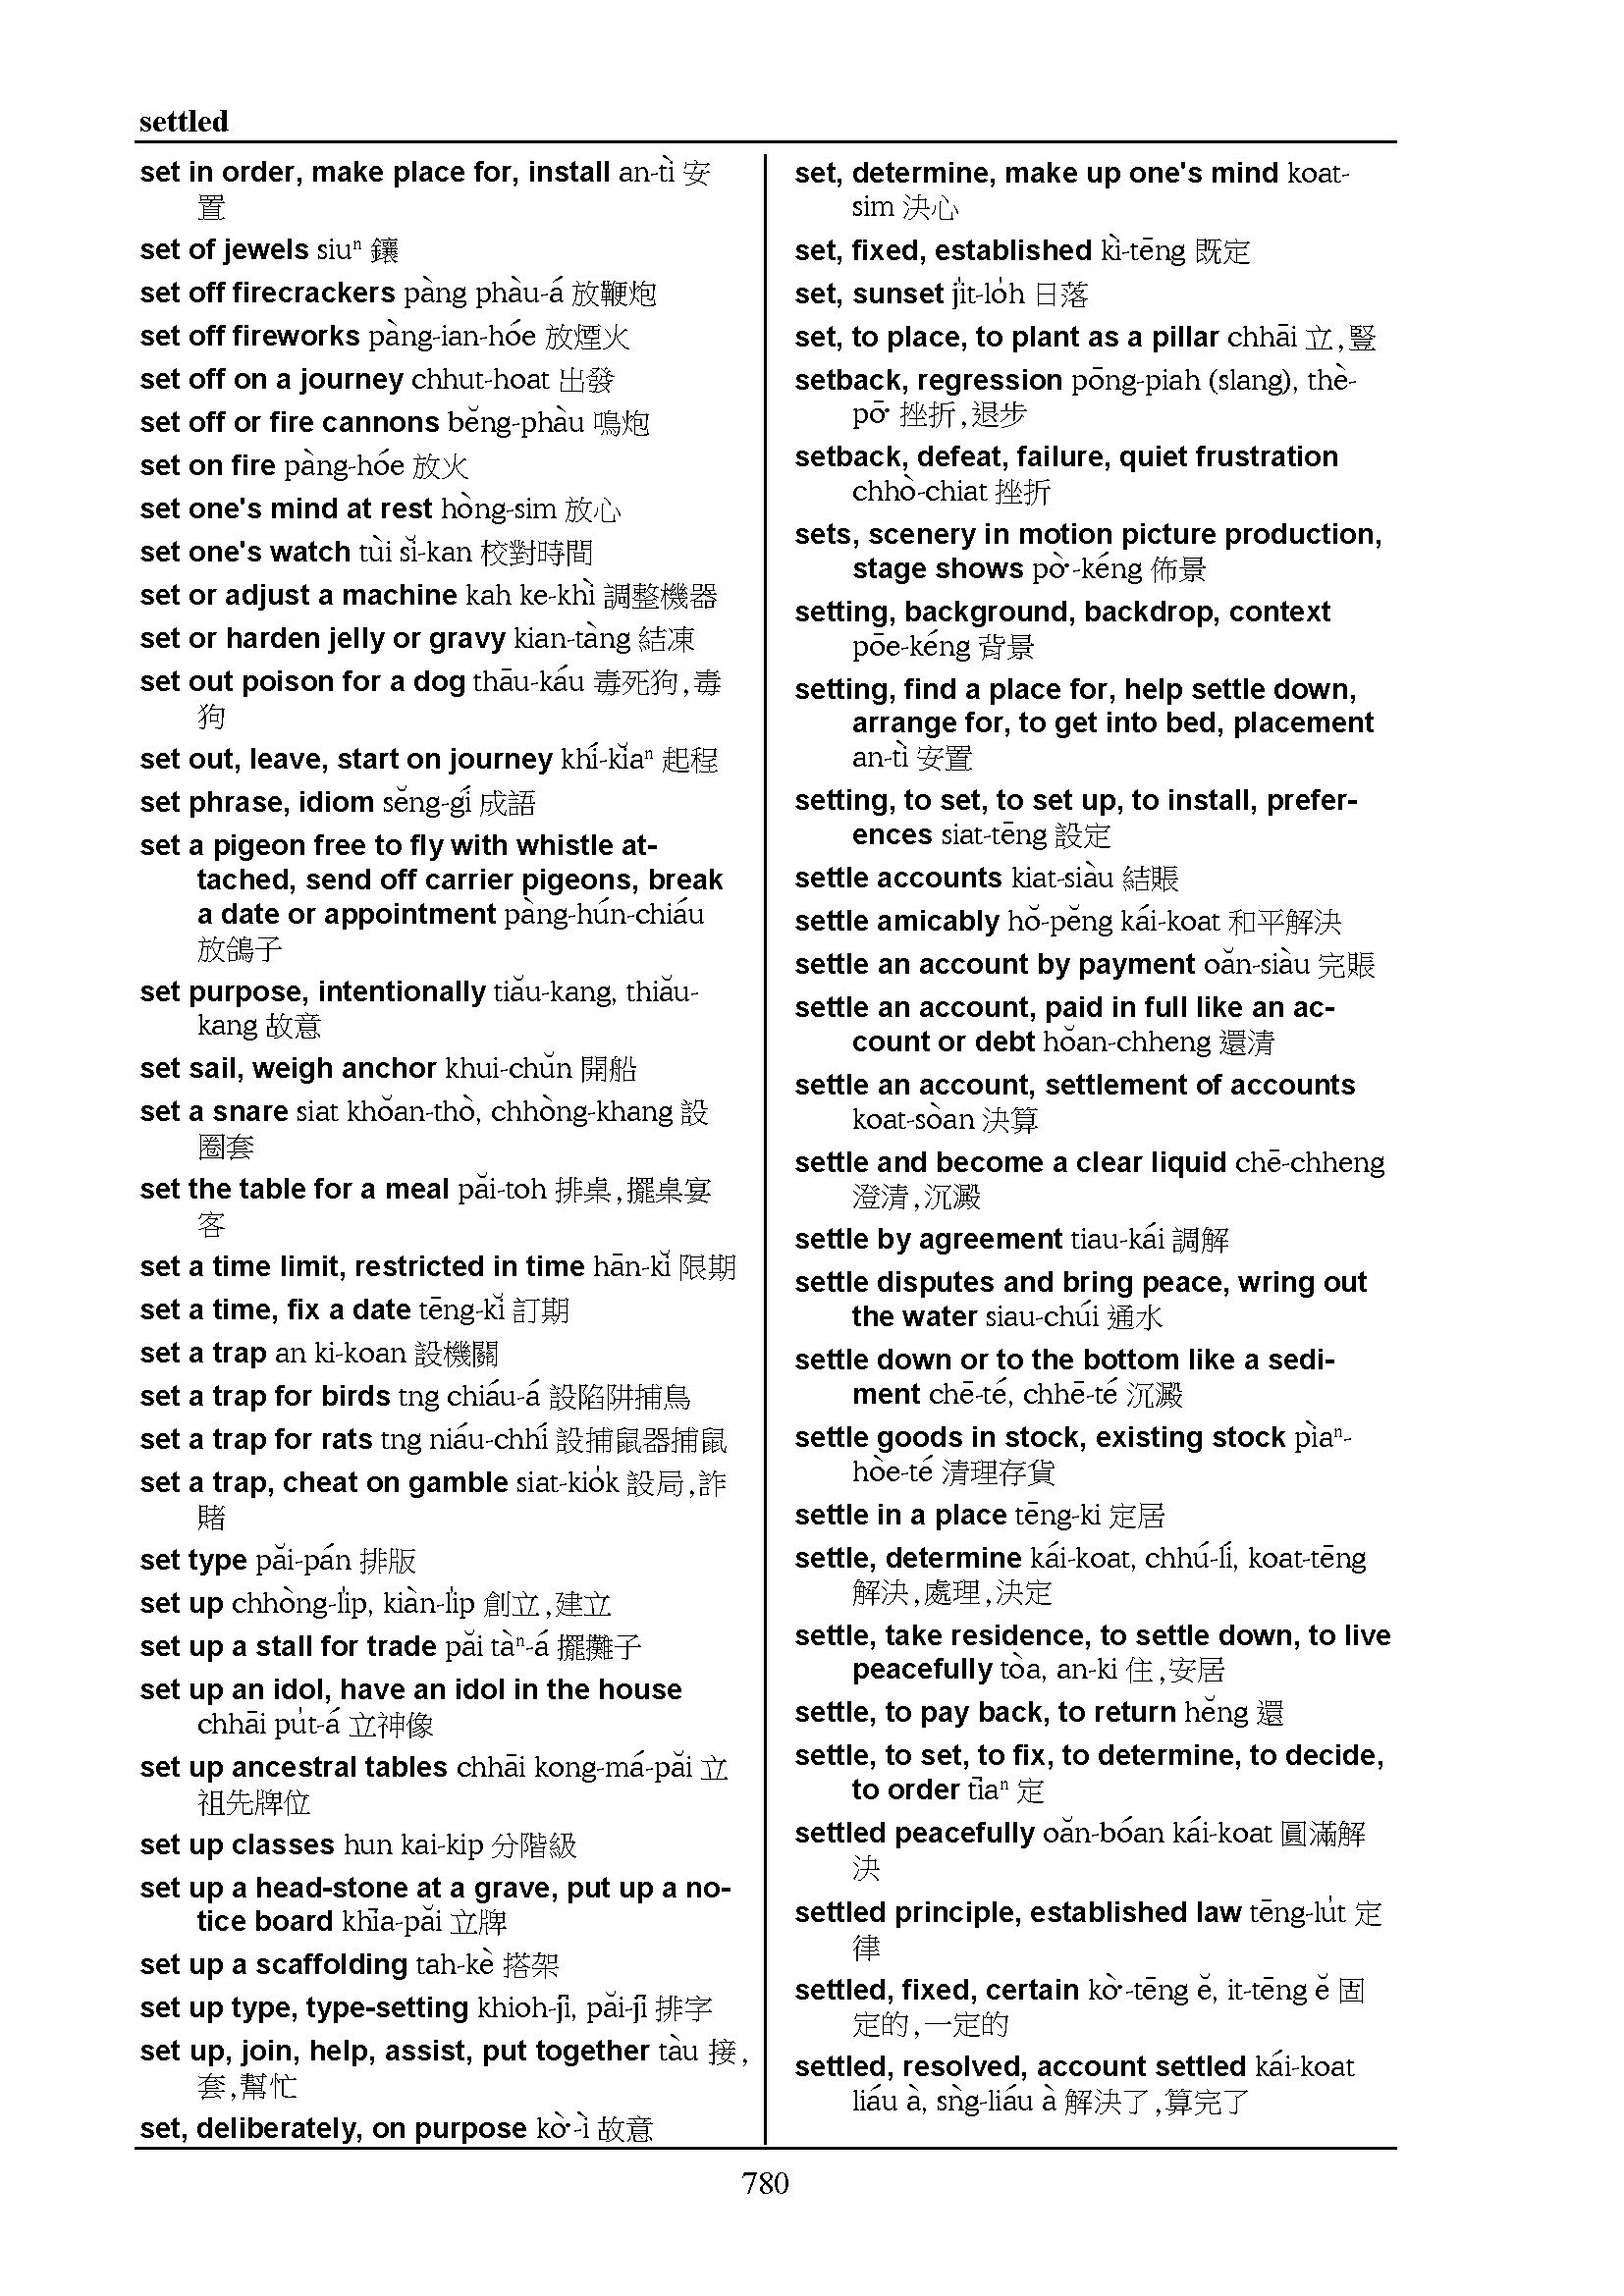 settled
set in order, make place for, install an-tì 安
置
set of jewels siuⁿ 鑲
set off firecrackers pàng phàu-á 放鞭炮
set off fireworks pàng-ian-hóe 放煙火
set off on a journey chhut-hoat 出發
set off or fire cannons bĕng-phàu 鳴炮
set on fire pàng-hóe 放火
set one's mind at rest hòng-sim 放心
set one's watch tùi sĭ-kan 校對時間
set or adjust a machine kah ke-khì 調整機器
set or harden jelly or gravy kian-tàng 結凍
set out poison for a dog thāu-káu 毒死狗,毒
狗
set out, leave, start on journey khí-kĭaⁿ 起程
set phrase, idiom sĕng-gí 成語
set a pigeon free to fly with whistle at-
tached, send off carrier pigeons, break
a date or appointment pàng-hún-chiáu
放鴿子
set purpose, intentionally tiău-kang, thiău-
kang 故意
set sail, weigh anchor khui-chŭn 開船
set a snare siat khŏan-thò, chhòng-khang 設
圈套
set the table for a meal păi-toh 排桌,擺桌宴
客
set a time limit, restricted in time hān-kĭ 限期
set a time, fix a date tēng-kĭ 訂期
set a trap an ki-koan 設機關
set a trap for birds tng chiáu-á 設陷阱捕鳥
set a trap for rats tng niáu-chhí 設捕鼠器捕鼠
set a trap, cheat on gamble siat-kio̍k 設局,詐
賭
set type păi-pán 排版
set up chhòng-li̍p, kiàn-li̍p 創立,建立
set up a stall for trade păi tàⁿ-á 擺攤子
set up an idol, have an idol in the house
chhāi pu̍t-á 立神像
set up ancestral tables chhāi kong-má-păi 立
祖先牌位
set up classes hun kai-kip 分階級
set up a head-stone at a grave, put up a no-
tice board khīa-păi 立牌
set up a scaffolding tah-kè 搭架
set up type, type-setting khioh-jī, păi-jī 排字
set up, join, help, assist, put together tàu 接,
套,幫忙
set, deliberately, on purpose kò͘-ì 故意
set, determine, make up one's mind koat-
sim 決心
set, fixed, established kì-tēng 既定
set, sunset ji̍t-lo̍h 日落
set, to place, to plant as a pillar chhāi 立,豎
setback, regression pōng-piah (slang), thè-
pō͘ 挫折,退步
setback, defeat, failure, quiet frustration
chhò-chiat 挫折
sets, scenery in motion picture production,
stage shows pò͘-kéng 佈景
setting, background, backdrop, context
pōe-kéng 背景
setting, find a place for, help settle down,
arrange for, to get into bed, placement
an-tì 安置
setting, to set, to set up, to install, prefer-
ences siat-tēng 設定
settle accounts kiat-siàu 結賬
settle amicably hŏ-pĕng kái-koat 和平解決
settle an account by payment oăn-siàu 完賬
settle an account, paid in full like an ac-
count or debt hŏan-chheng 還清
settle an account, settlement of accounts
koat-sòan 決算
settle and become a clear liquid chē-chheng
澄清,沉澱
settle by agreement tiau-kái 調解
settle disputes and bring peace, wring out
the water siau-chúi 通水
settle down or to the bottom like a sedi-
ment chē-té, chhē-té 沉澱
settle goods in stock, existing stock pìaⁿ-
hòe-té 清理存貨
settle in a place tēng-ki 定居
settle, determine kái-koat, chhú-lí, koat-tēng
解決,處理,決定
settle, take residence, to settle down, to live
peacefully tòa, an-ki 住,安居
settle, to pay back, to return hĕng 還
settle, to set, to fix, to determine, to decide,
to order tīaⁿ 定
settled peacefully oăn-bóan kái-koat 圓滿解
決
settled principle, established law tēng-lu̍t 定
律
settled, fixed, certain kò͘-tēng ĕ, it-tēng ĕ 固
定的,一定的
settled, resolved, account settled kái-koat
liáu à, sǹg-liáu à 解決了,算完了
780